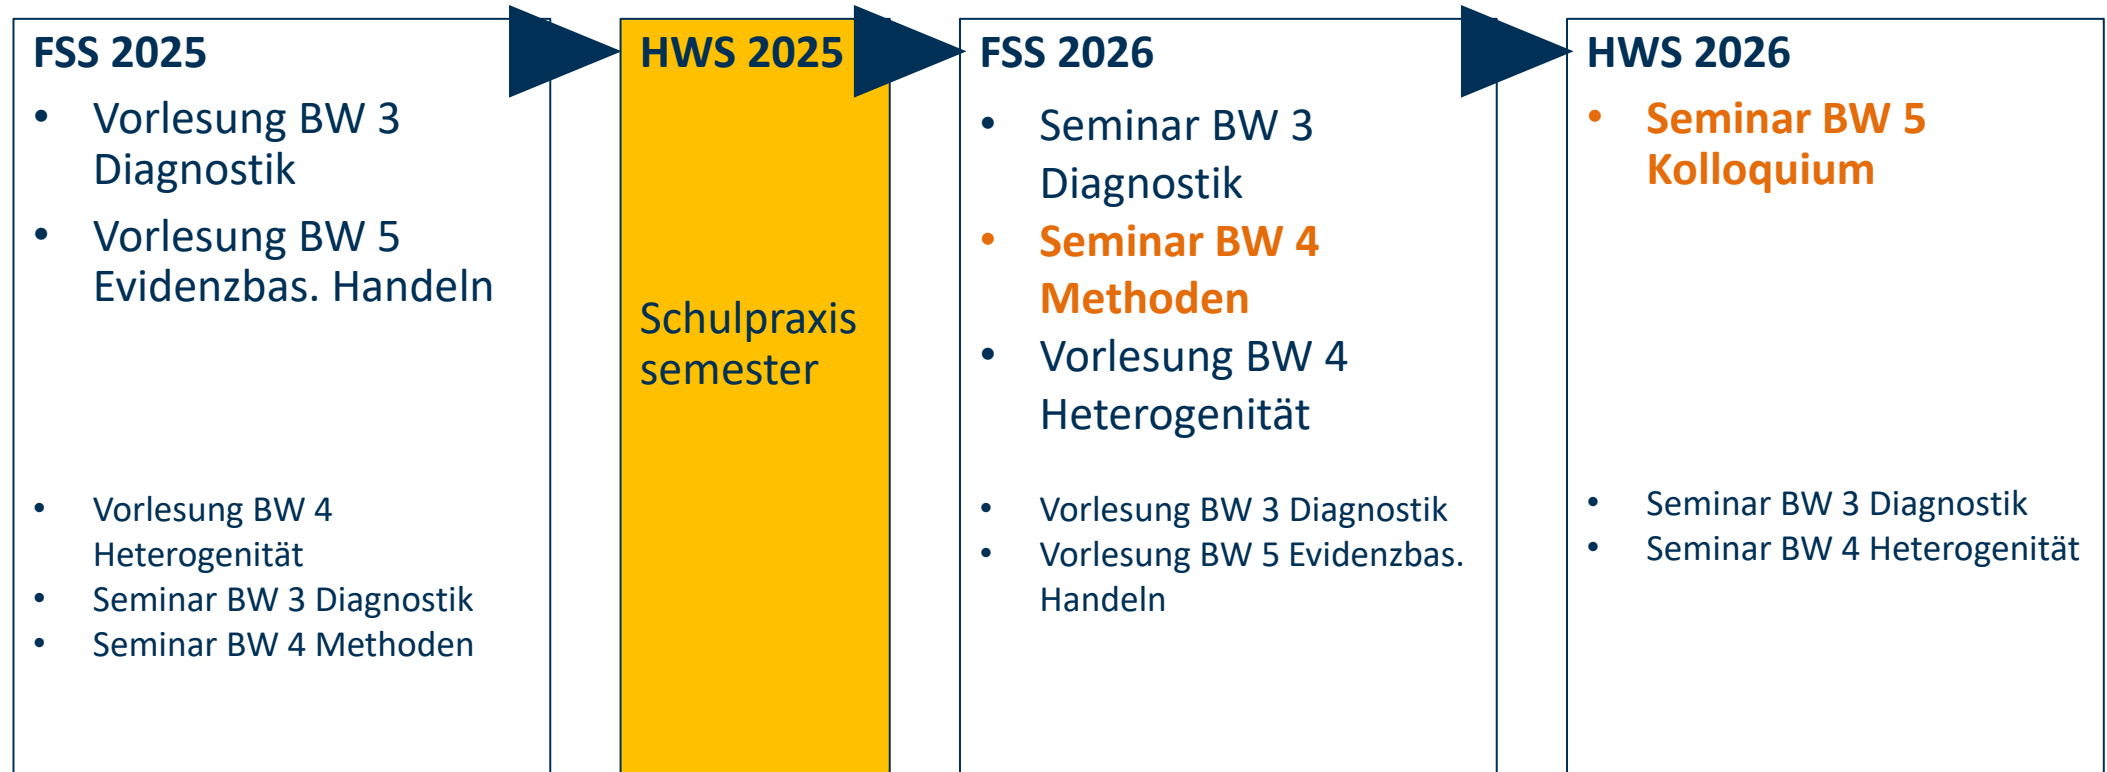 FSS 2025
• Vorlesung BW 3
Diagnostik
• Vorlesung BW 5
Evidenzbas. Handeln
• Vorlesung BW 4
Heterogenität
• Seminar BW 3 Diagnostik
• Seminar BW 4 Methoden
HWS 2025
Schulpraxis
semester
FSS 2026
• Seminar BW 3
Diagnostik
• Seminar BW 4
Methoden
• Vorlesung BW 4
Heterogenität
• Vorlesung BW 3 Diagnostik
• Vorlesung BW 5 Evidenzbas.
Handeln
HWS 2026
• Seminar BW 5
Kolloquium
• Seminar BW 3 Diagnostik
• Seminar BW 4 Heterogenität